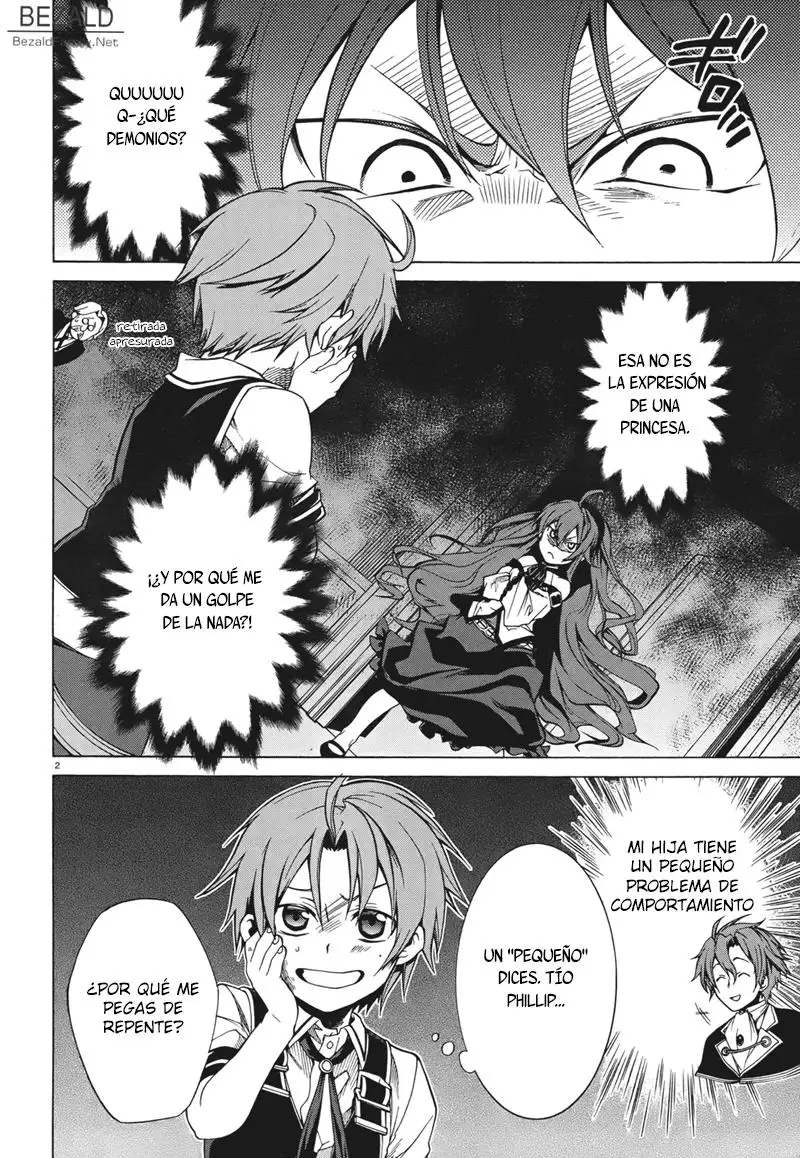 BEZALD
ギロ
QUUUUUU
Q-¿QUÉ
DEMONIOS?
retirada
apresurada
ESA NO ES
LA EXPRESIÓN
DE UNA
PRINCESA.
¡¿Y POR QUÉ ME
DA UN GOLPE
DE LA NADA?!
2
MI HIJA TIENE
UN PEQUEÑO
PROBLEMA DE
COMPORTAMIENTO
UN "PEQUEÑO"
DICES, TÍO
PHILLIP...
¿POR QUÉ ME
PEGAS DE
REPENTE?